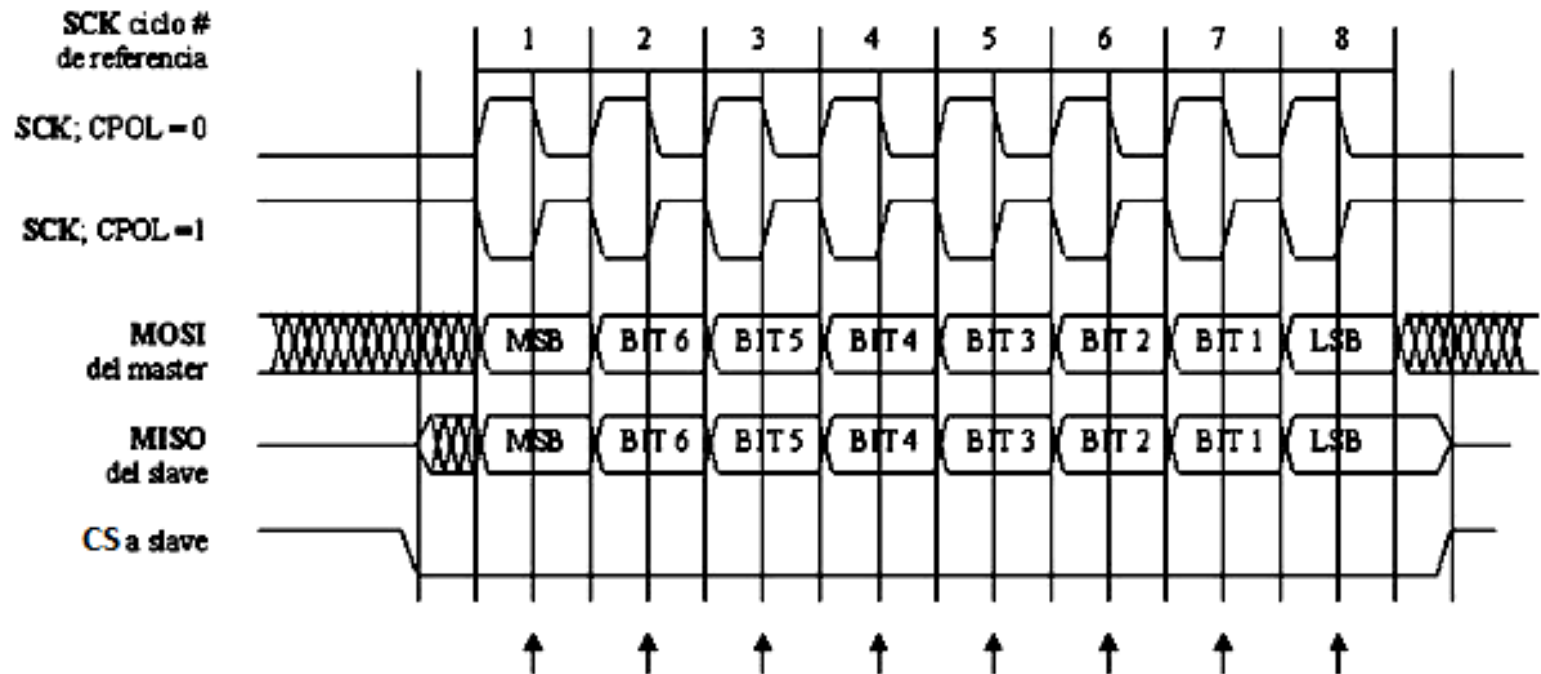 SCK ciclo #
de referencia
1 2 3 4 5 6 7 8
SCK; CPOL = 0
SCK; CPOL =1
MOSI
del master
MSB BIT 6 BIT 5 BIT 4 BIT 3 BIT 2 BIT 1 LSB
MISO
del slave
MSB BIT 6 BIT 5 BIT 4 BIT 3 BIT 2 BIT 1 LSB
CS a slave